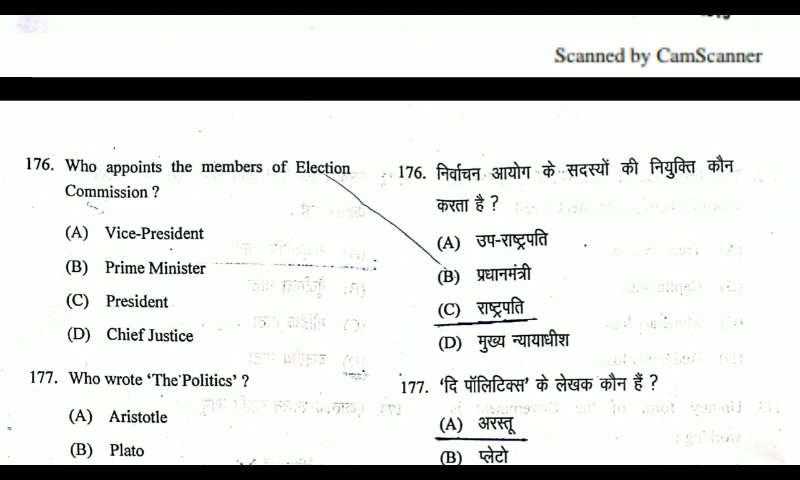 Scanned by CamScanner
176. Who appoints the members of Election
Commission ?
(A) Vice-President
(B) Prime Minister
(C) President
(D) Chief Justice
177. Who wrote ‘The Politics’ ?
(A) Aristotle
(B) Plato
176. निर्वाचन आयोग के सदस्यों की नियुक्ति कौन
करता है ?
(A) उप-राष्ट्रपति
(B) प्रधानमंत्री
(C) राष्ट्रपति
(D) मुख्य न्यायाधीश
177. ‘दि पॉलिटिक्स’ के लेखक कौन हैं ?
(A) अरस्तू
(B) प्लेटो